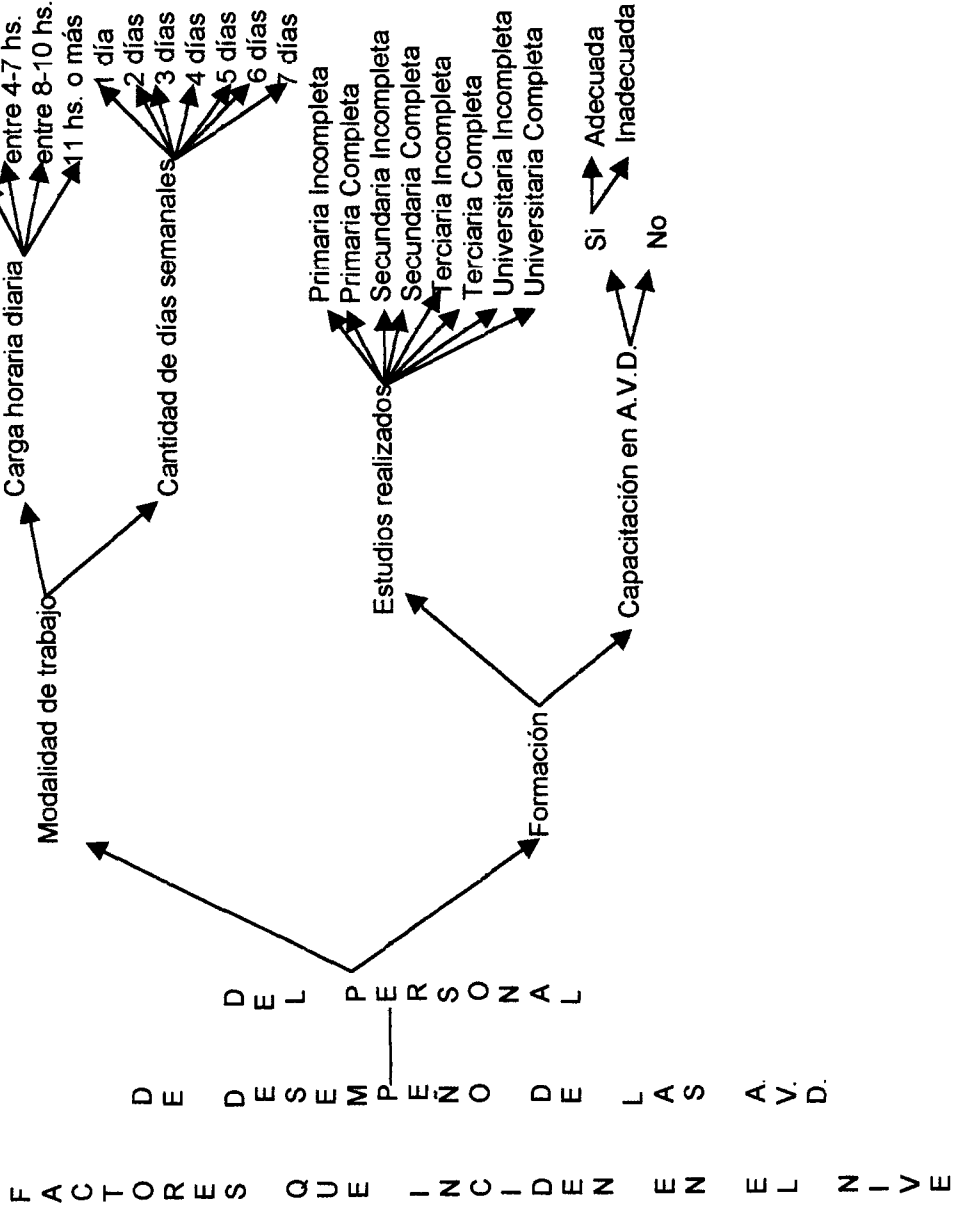 FACTORES QUE INCIDEN EN EL NIVE
DE DESEMPEÑO DE LAS A.V.D.
DEL PERSONAL
Modalidad de trabajo
Carga horaria diaria
entre 4-7 hs.
entre 8-10 hs.
11 hs. o más
Cantidad de días semanales
1 día
2 días
3 días
4 días
5 días
6 días
7 días
Formación
Estudios realizados
Primaria Incompleta
Primaria Completa
Secundaria Incompleta
Secundaria Completa
Terciaria Incompleta
Terciaria Completa
Universitaria Incompleta
Universitaria Completa
Capacitación en A.V.D.
Si
Adecuada
Inadecuada
No